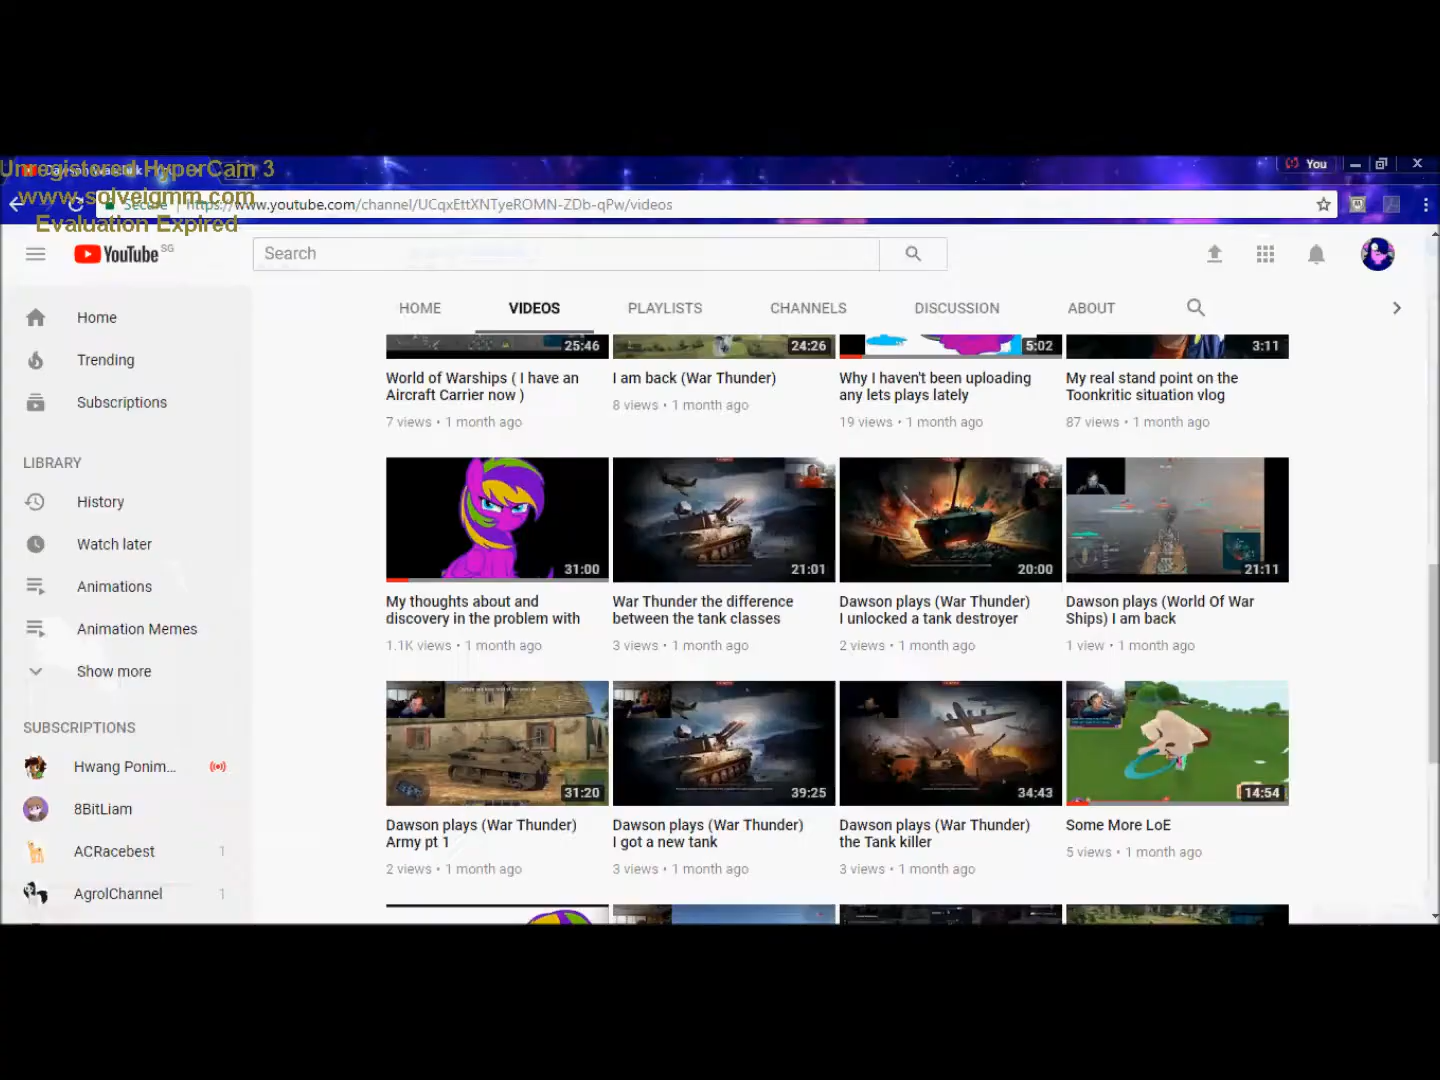 Unregistered HyperCam 3
You
www.solveigmm.com
Secure
https://www.youtube.com/channel/UCqxEttXNTyeROMN-ZDb-qPw/videos
Evaluation Expired
YouTube SG
Search
HOME
VIDEOS
PLAYLISTS
CHANNELS
DISCUSSION
ABOUT
Home
Trending
Subscriptions
LIBRARY
History
Watch later
Animations
Animation Memes
Show more
SUBSCRIPTIONS
Hwang Ponim...
8BitLiam
ACRacebest 1
AgrolChannel 1
25:46
World of Warships ( I have an
Aircraft Carrier now )
7 views • 1 month ago
24:26
I am back (War Thunder)
8 views • 1 month ago
5:02
Why I haven't been uploading
any lets plays lately
19 views • 1 month ago
3:11
My real stand point on the
Toonkritic situation vlog
87 views • 1 month ago
31:00
My thoughts about and
discovery in the problem with
1.1K views • 1 month ago
21:01
War Thunder the difference
between the tank classes
3 views • 1 month ago
20:00
Dawson plays (War Thunder)
I unlocked a tank destroyer
2 views • 1 month ago
21:11
Dawson plays (World Of War
Ships) I am back
1 view • 1 month ago
31:20
Dawson plays (War Thunder)
Army pt 1
2 views • 1 month ago
39:25
Dawson plays (War Thunder)
I got a new tank
3 views • 1 month ago
34:43
Dawson plays (War Thunder)
the Tank killer
3 views • 1 month ago
14:54
Some More LoE
5 views • 1 month ago